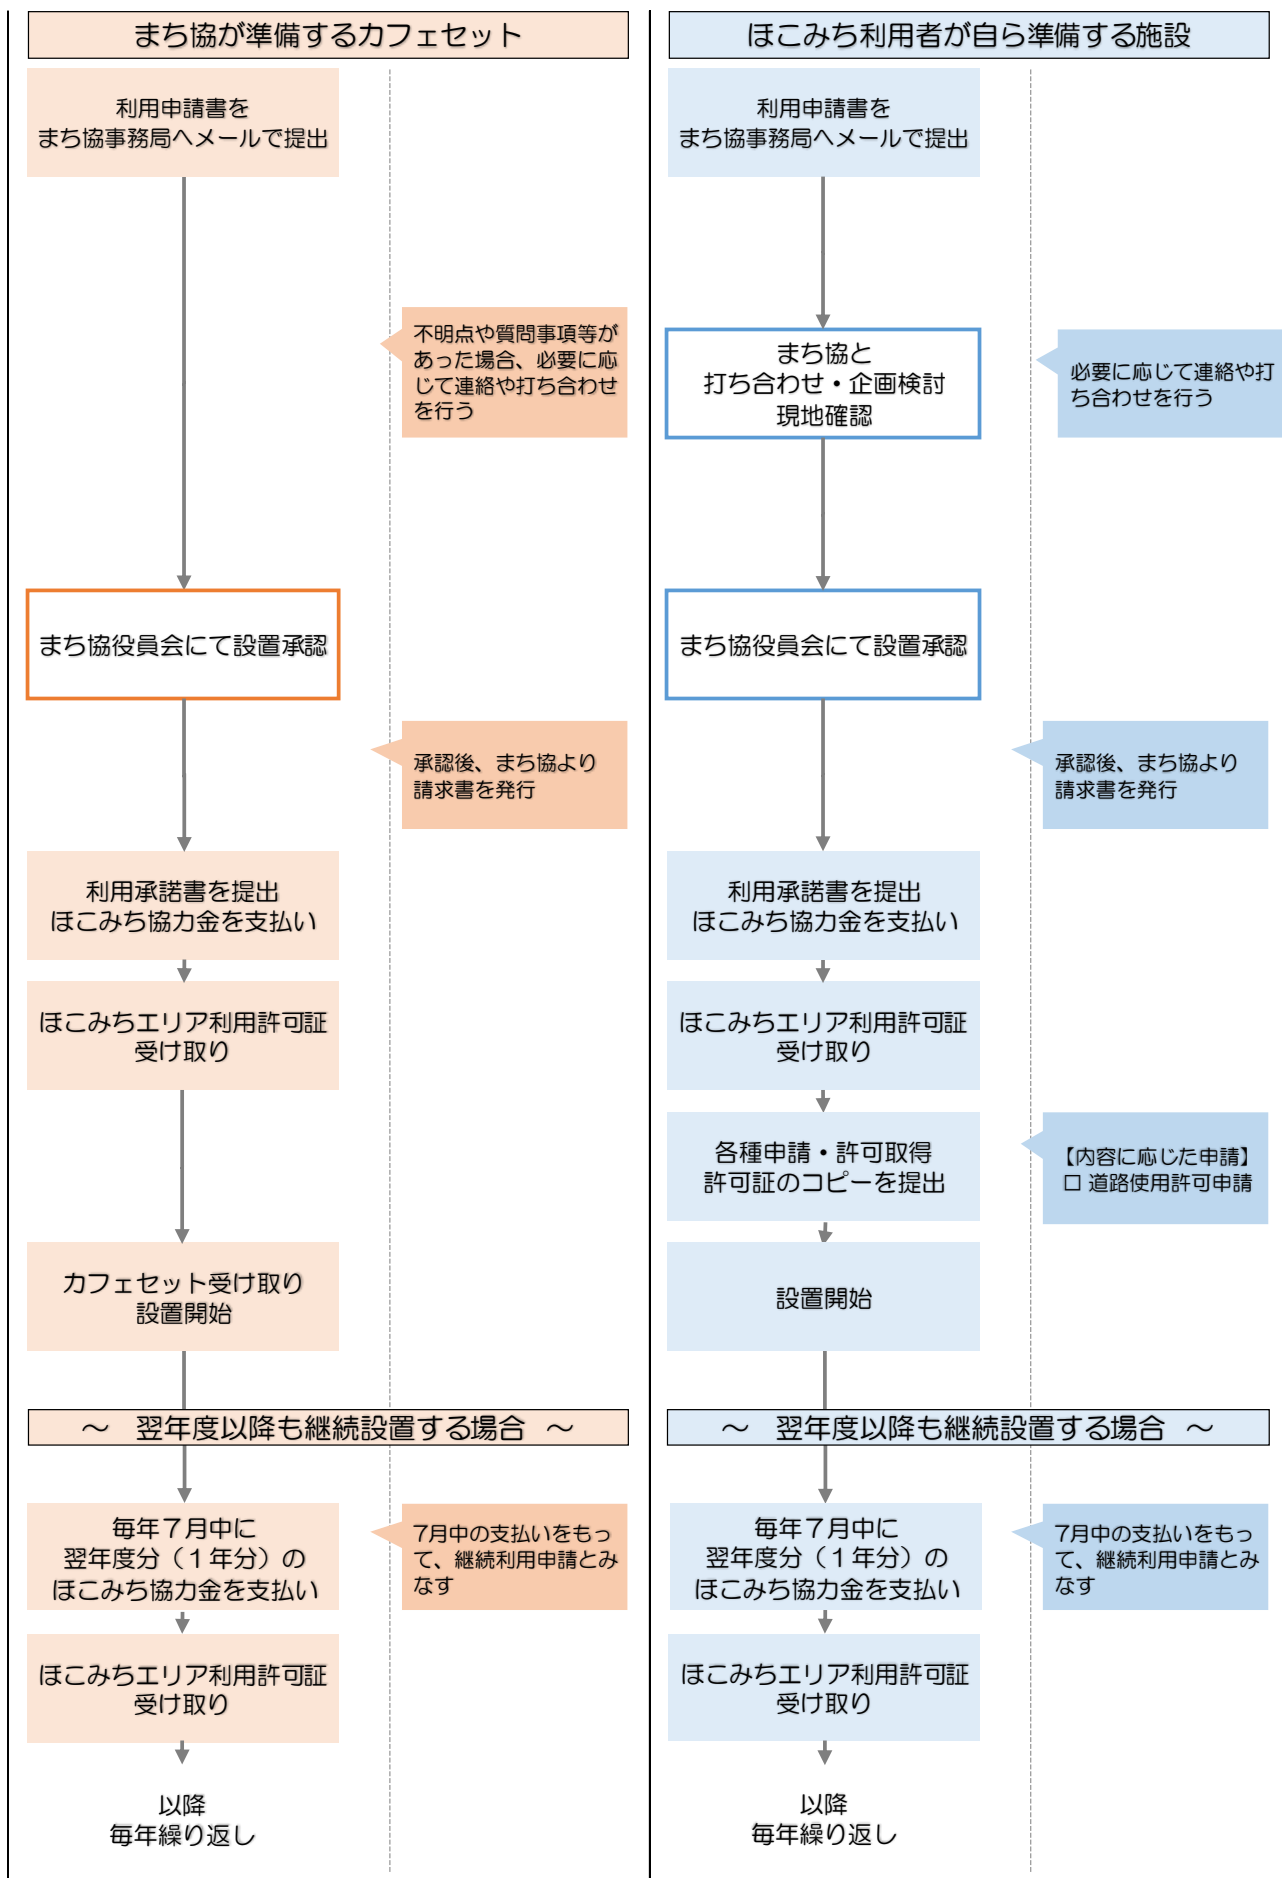 まち協が準備するカフェセット
利用申請書を
まち協事務局へメールで提出
不明点や質問事項等が
あった場合、必要に応
じて連絡や打ち合わせ
を行う
まち協役員会にて設置承認
承認後、まち協より
請求書を発行
利用承諾書を提出
ほこみち協力金を支払い
ほこみちエリア利用許可証
受け取り
カフェセット受け取り
設置開始
～　翌年度以降も継続設置する場合　～
毎年７月中に
翌年度分（１年分）の
ほこみち協力金を支払い
7月中の支払いをもっ
て、継続利用申請とみ
なす
ほこみちエリア利用許可証
受け取り
以降
毎年繰り返し
ほこみち利用者が自ら準備する施設
利用申請書を
まち協事務局へメールで提出
まち協と
打ち合わせ・企画検討
現地確認
必要に応じて連絡や打
ち合わせを行う
まち協役員会にて設置承認
承認後、まち協より
請求書を発行
利用承諾書を提出
ほこみち協力金を支払い
ほこみちエリア利用許可証
受け取り
各種申請・許可取得
許可証のコピーを提出
【内容に応じた申請】
□ 道路使用許可申請
設置開始
～　翌年度以降も継続設置する場合　～
毎年７月中に
翌年度分（１年分）の
ほこみち協力金を支払い
7月中の支払いをもっ
て、継続利用申請とみ
なす
ほこみちエリア利用許可証
受け取り
以降
毎年繰り返し